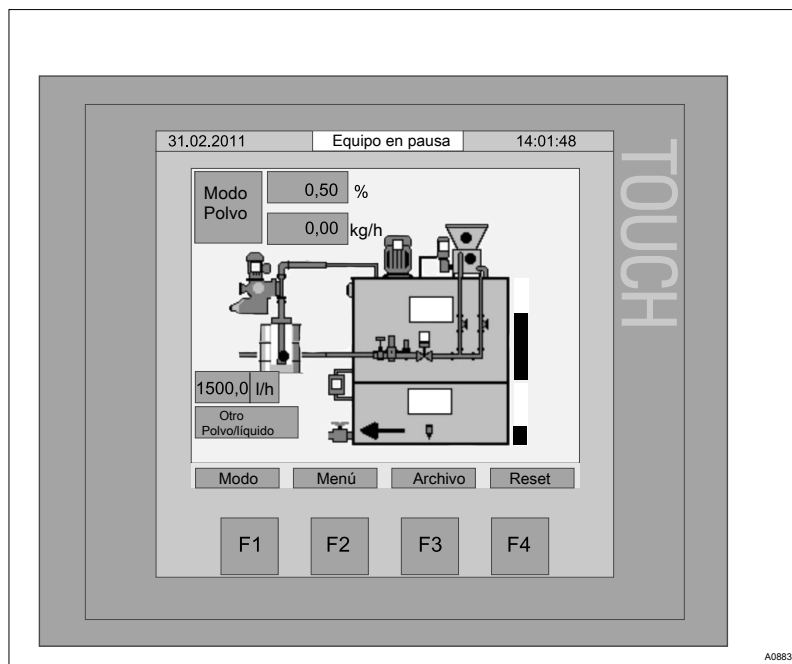 31.02.2011 Equipo en pausa 14:01:48
TOUCH
Modo
Polvo
0,50 %
0,00 kg/h
1500,0 l/h
Otro
Polvo/líquido
Modo Menú Archivo Reset
F1 F2 F3 F4
A0883